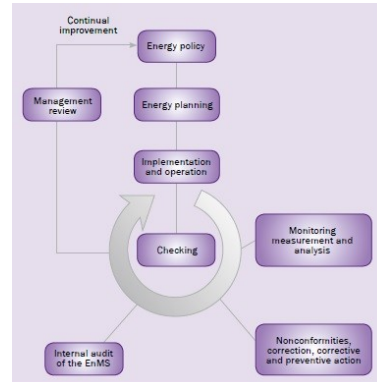 Continual
improvement
Energy policy
Management
review
Energy planning
Implementation
and operation
Checking
Monitoring
measurement and
analysis
Internal audit
of the EnMS
Nonconformities,
correction, corrective
and preventive action